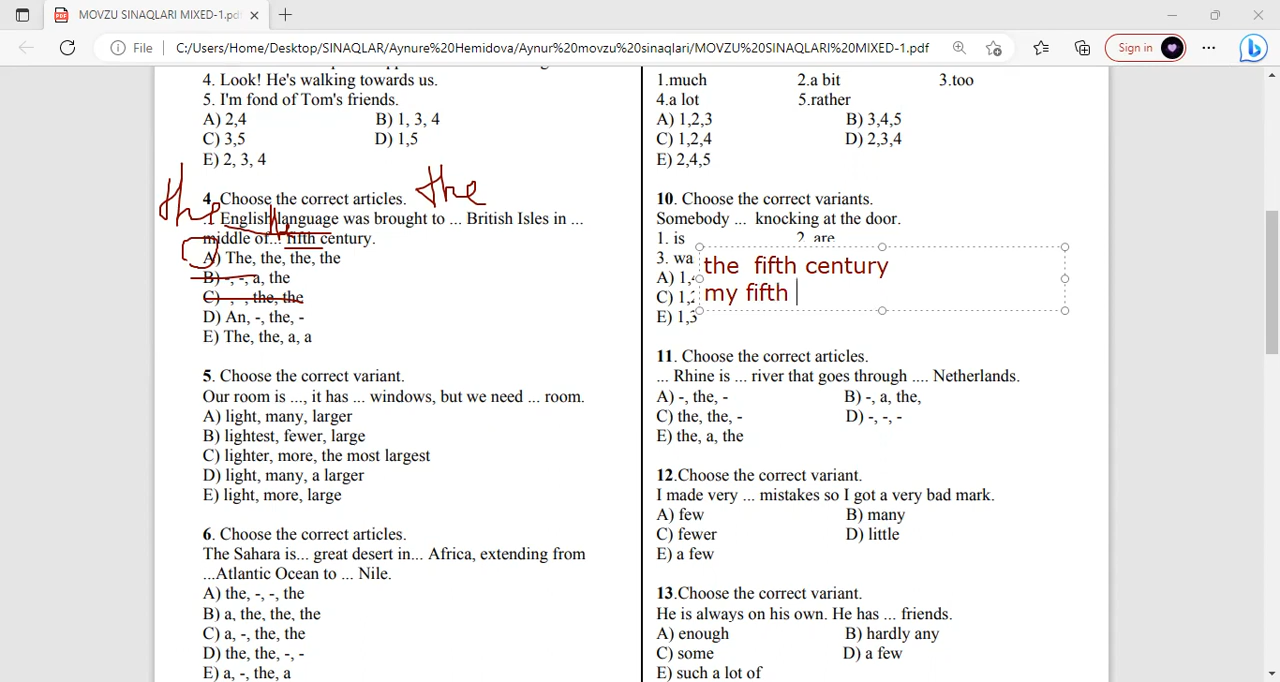 MOVZU SINAQLARI MIXED-1.pdf
File C:/Users/Home/Desktop/SINAQLAR/Aynure%20Hemidova/Aynur%20movzu%20sinaqlari/MOVZU%20SINAQLARI%20MIXED-1.pdf Sign in
4. Look! He's walking towards us.
5. I'm fond of Tom's friends.
A) 2,4 B) 1, 3, 4
C) 3,5 D) 1,5
E) 2, 3, 4
the
4. Choose the correct articles. the
... English language was brought to ... British Isles in ...
the
middle of... fifth century.
A) The, the, the, the
B) -, -, a, the
C) -, -, the, the
D) An, -, the, -
E) The, the, a, a
5. Choose the correct variant.
Our room is ..., it has ... windows, but we need ... room.
A) light, many, larger
B) lightest, fewer, large
C) lighter, more, the most largest
D) light, many, a larger
E) light, more, large
6. Choose the correct articles.
The Sahara is... great desert in... Africa, extending from
...Atlantic Ocean to ... Nile.
A) the, -, -, the
B) a, the, the, the
C) a, -, the, the
D) the, the, -, -
E) a, -, the, a
1.much 2.a bit 3.too
4.a lot 5.rather
A) 1,2,3 B) 3,4,5
C) 1,2,4 D) 2,3,4
E) 2,4,5
10. Choose the correct variants.
Somebody ... knocking at the door.
1. is 2. are
3. wa
A) 1,
C) 1,2
E) 1,3
the fifth century
my fifth
11. Choose the correct articles.
... Rhine is ... river that goes through .... Netherlands.
A) -, the, - B) -, a, the,
C) the, the, - D) -, -, -
E) the, a, the
12.Choose the correct variant.
I made very ... mistakes so I got a very bad mark.
A) few B) many
C) fewer D) little
E) a few
13.Choose the correct variant.
He is always on his own. He has ... friends.
A) enough B) hardly any
C) some D) a few
E) such a lot of